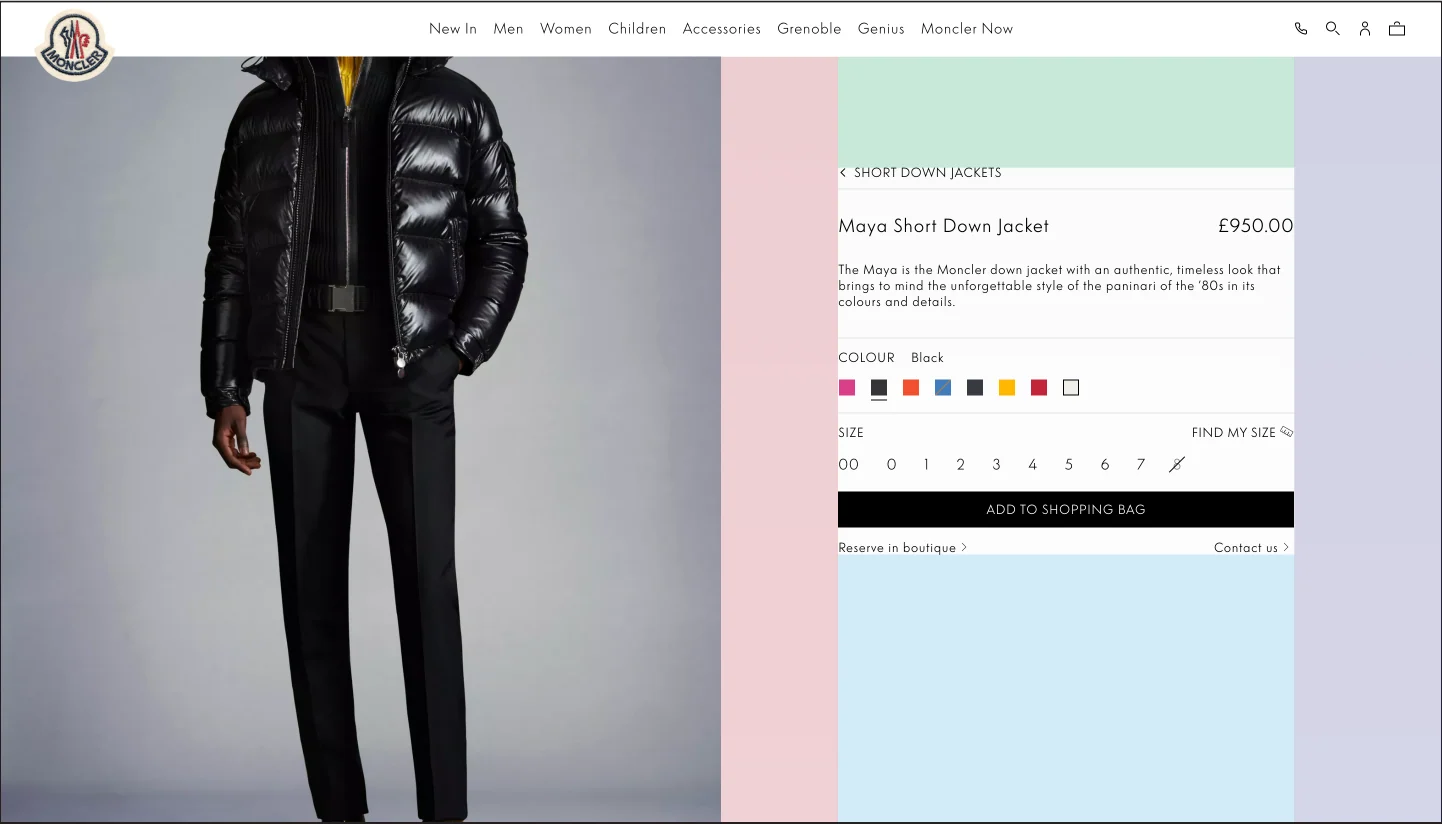 MONCLER
New In Men Women Children Accessories Grenoble Genius Moncler Now
SHORT DOWN JACKETS
Maya Short Down Jacket £950.00
The Maya is the Moncler down jacket with an authentic, timeless look that
brings to mind the unforgettable style of the paninari of the ’80s in its
colours and details.
COLOUR Black
SIZE FIND MY SIZE
00 0 1 2 3 4 5 6 7 8
ADD TO SHOPPING BAG
Reserve in boutique Contact us